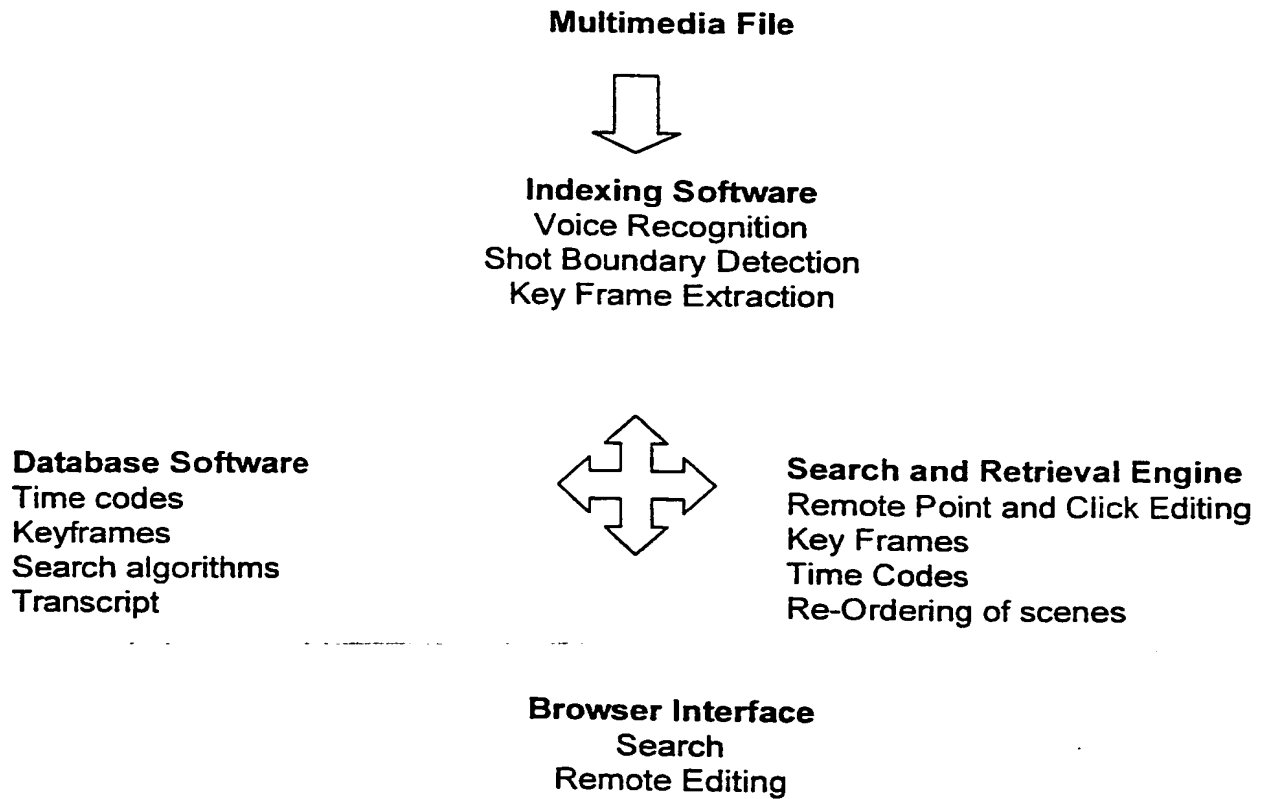 Multimedia File
Indexing Software
Voice Recognition
Shot Boundary Detection
Key Frame Extraction
Database Software
Time codes
Keyframes
Search algorithms
Transcript
Search and Retrieval Engine
Remote Point and Click Editing
Key Frames
Time Codes
Re-Ordering of scenes
Browser Interface
Search
Remote Editing